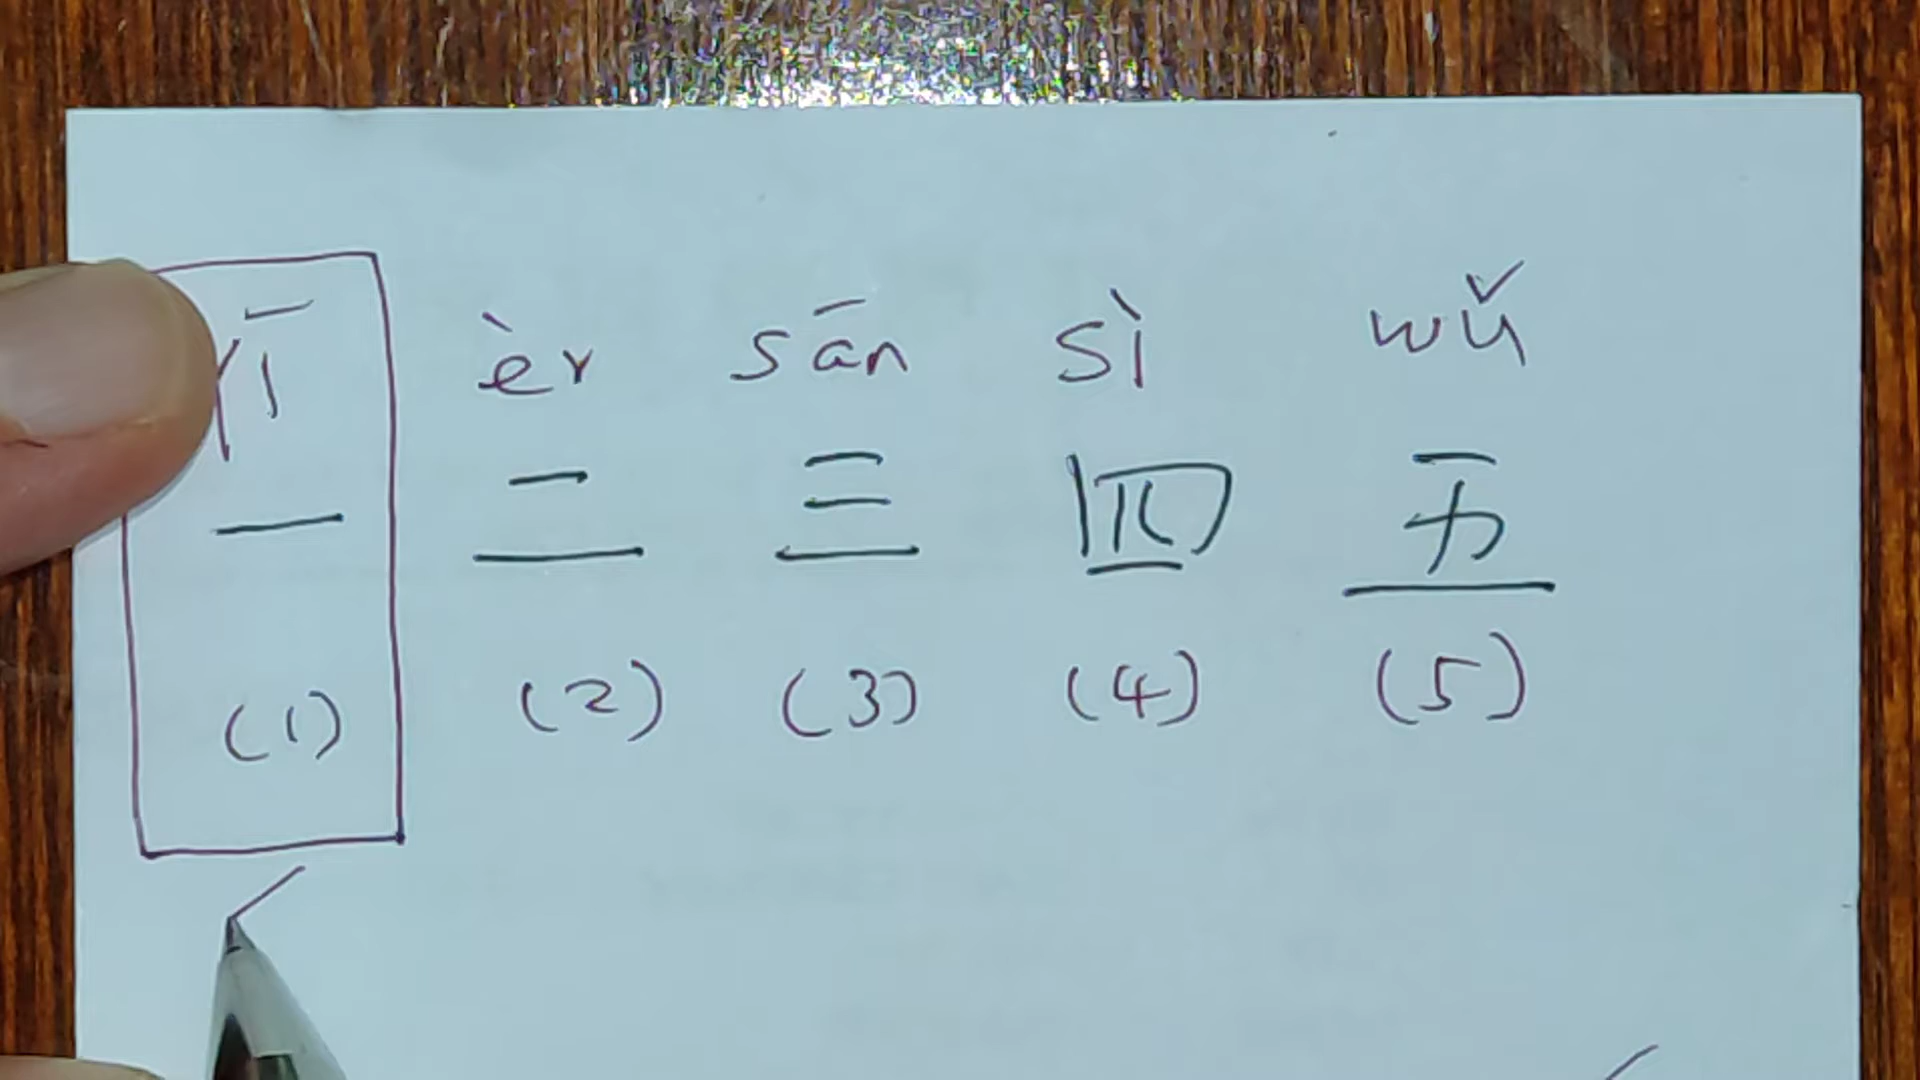 yī èr sān sì wǔ
一 二 三 四 五
(1) (2) (3) (4) (5)